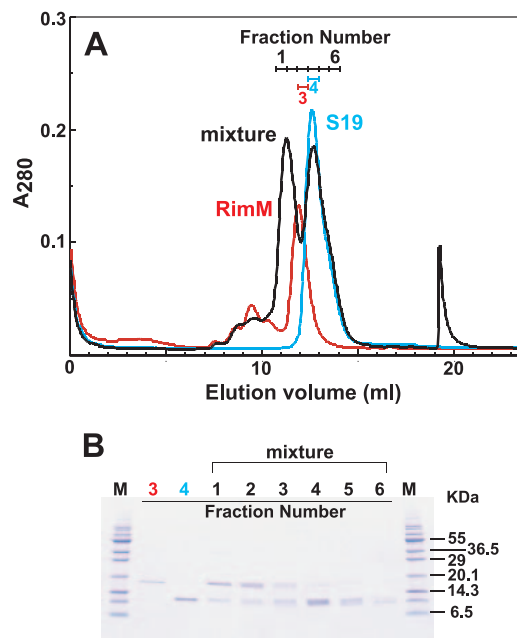 A
Fraction Number
1 6
3 4
S19
mixture
RimM
A280
0.3
0.2
0.1
0 10 20
Elution volume (ml)
B
mixture
M 3 4 1 2 3 4 5 6 M KDa
Fraction Number
55
36.5
29
20.1
14.3
6.5